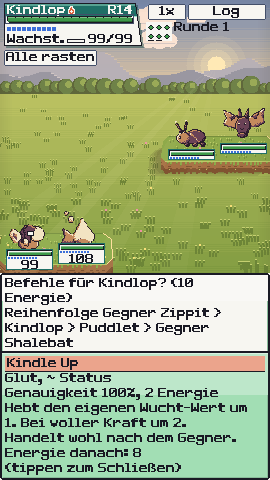 Kindlop R14
Wachst. 99/99
1x
Log
Runde 1
Alle rasten
99
108
Befehle für Kindlop? (10
Energie)
Reihenfolge Gegner Zippit >
Kindlop > Puddlet > Gegner
Shalebat
Kindle Up
Glut, ~ Status
Genauigkeit 100%, 2 Energie
Hebt den eigenen Wucht-Wert um
1. Bei voller Kraft um 2.
Handelt wohl nach dem Gegner.
Energie danach: 8
(tippen zum Schließen)